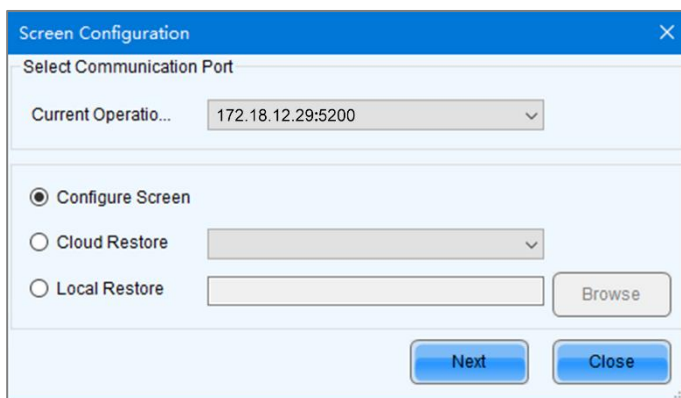 Screen Configuration
Select Communication Port
Current Operatio... 172.18.12.29:5200
Configure Screen
Cloud Restore
Local Restore Browse
Next Close